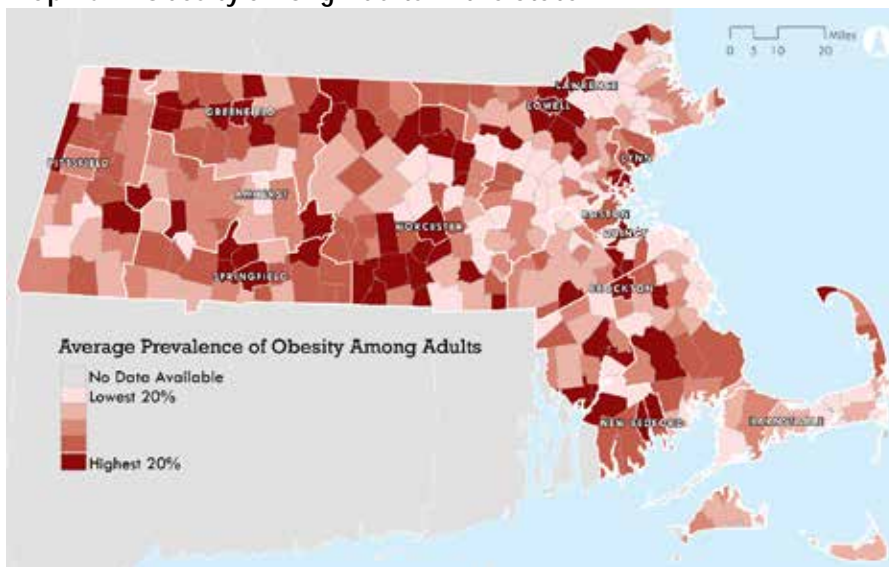 Miles
0 5 10 20
LAWRENCE
LOWELL
GREENFIELD
LYNN
PITTSFIELD
AMHERST
BOSTON
WORCESTER
QUINCY
SPRINGFIELD
BROCKTON
Average Prevalence of Obesity Among Adults
No Data Available
Lowest 20%
NEW BEDFORD
BARNSTABLE
Highest 20%